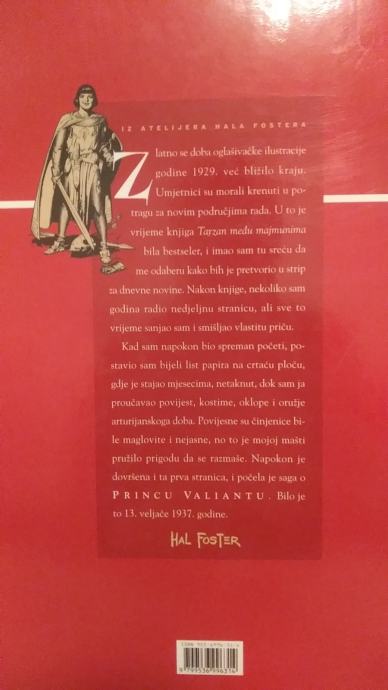 IZ ATELIJERA HALA FOSTERA
Zlatno se doba oglašivačke ilustracije
godine 1929. već bližilo kraju.
Umjetnici su morali krenuti u po-
tragu za novim područjima rada. U to je
vrijeme knjiga Tarzan među majmunima
bila bestseler, i imao sam tu sreću da
me odaberu kako bih je pretvorio u strip
za dnevne novine. Nakon knjige, nekoliko sam
godina radio nedjeljnu stranicu, ali sve to
vrijeme sanjao sam i smišljao vlastitu priču.
Kad sam napokon bio spreman početi, po-
stavio sam bijeli list papira na crtaću ploču,
gdje je stajao mjesecima, netaknut, dok sam ja
proučavao povijest, kostime, oklope i oružje
arturijanskoga doba. Povijesne su činjenice bi-
le maglovite i nejasne, no to je mojoj mašti
pružilo prigodu da se razmaše. Napokon je
dovršena i ta prva stranica, i počela je saga o
PRINCU VALIANTU. Bilo je
to 13. veljače 1937. godine.
HAL FOSTER
ISBN